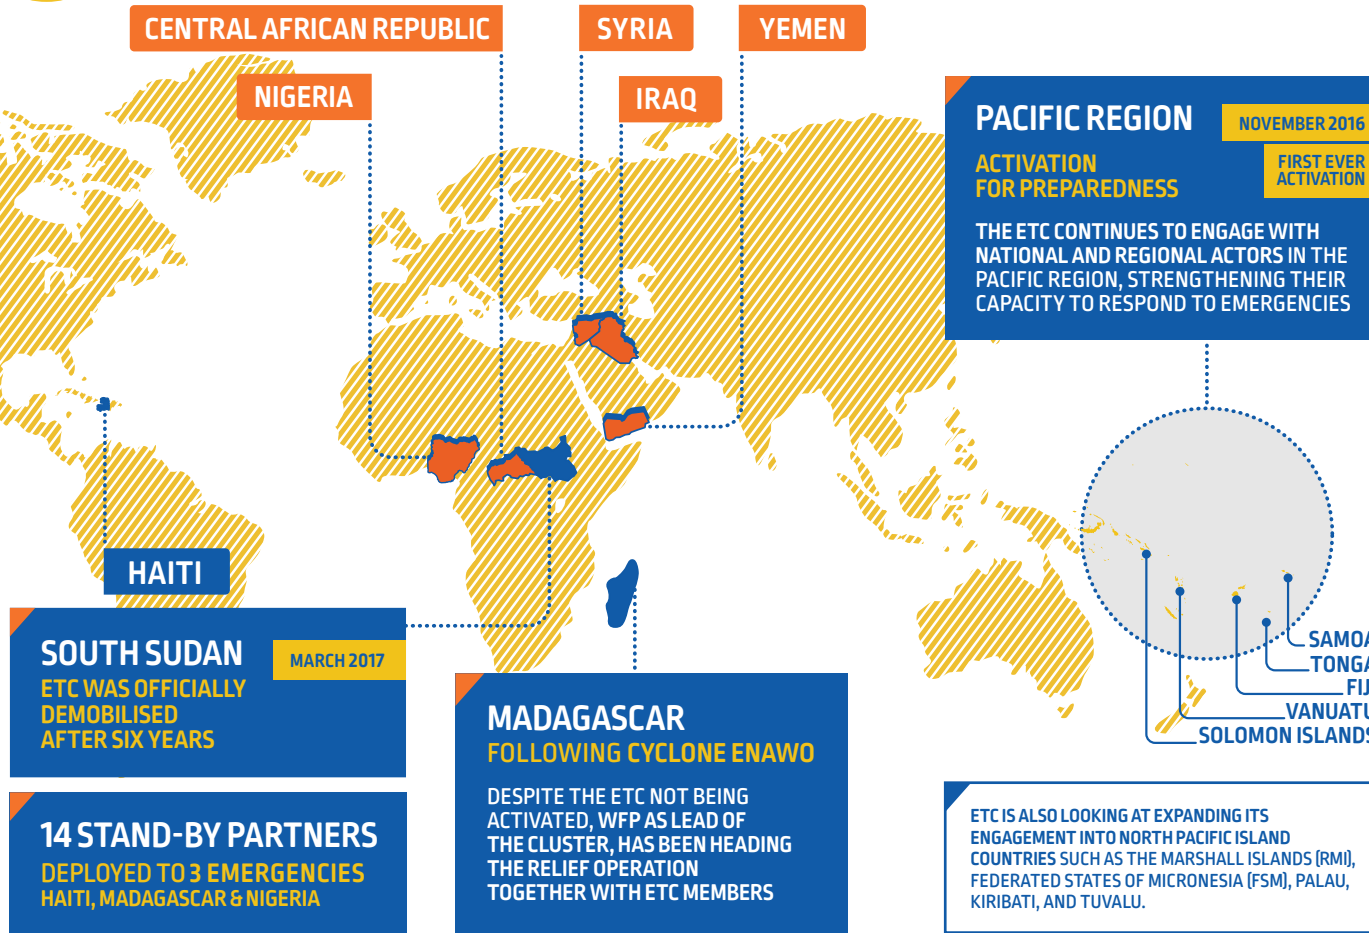 CENTRAL AFRICAN REPUBLIC
SYRIA
YEMEN
NIGERIA
IRAQ
PACIFIC REGION
NOVEMBER 2016
ACTIVATION
FOR PREPAREDNESS
FIRST EVER
ACTIVATION
THE ETC CONTINUES TO ENGAGE WITH
NATIONAL AND REGIONAL ACTORS IN THE
PACIFIC REGION, STRENGTHENING THEIR
CAPACITY TO RESPOND TO EMERGENCIES
HAITI
SOUTH SUDAN
MARCH 2017
ETC WAS OFFICIALLY
DEMOBILISED
AFTER SIX YEARS
14 STAND-BY PARTNERS
DEPLOYED TO 3 EMERGENCIES
HAITI, MADAGASCAR & NIGERIA
MADAGASCAR
FOLLOWING CYCLONE ENAWO
DESPITE THE ETC NOT BEING
ACTIVATED, WFP AS LEAD OF
THE CLUSTER, HAS BEEN HEADING
THE RELIEF OPERATION
TOGETHER WITH ETC MEMBERS
SAMOA
TONGA
FIJI
VANUATU
SOLOMON ISLANDS
ETC IS ALSO LOOKING AT EXPANDING ITS
ENGAGEMENT INTO NORTH PACIFIC ISLAND
COUNTRIES SUCH AS THE MARSHALL ISLANDS (RMI),
FEDERATED STATES OF MICRONESIA (FSM), PALAU,
KIRIBATI, AND TUVALU.